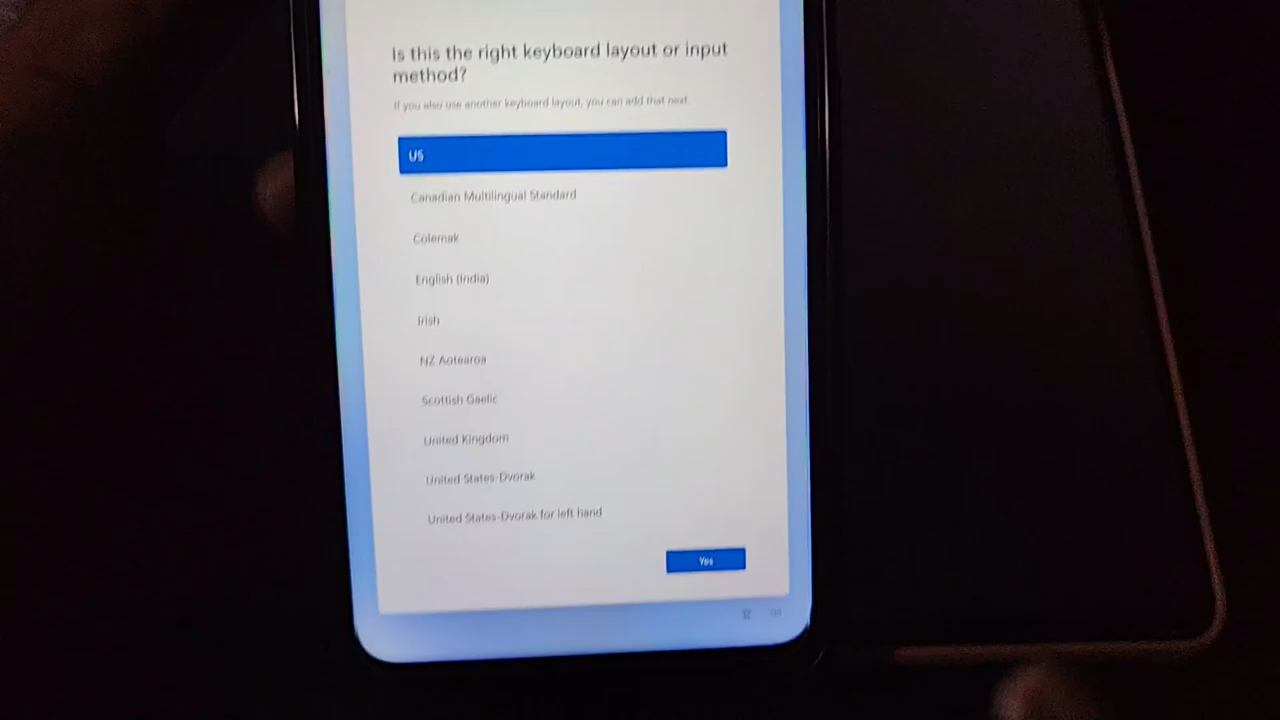 Is this the right keyboard layout or input
method?
If you also use another keyboard layout, you can add that next.
US
Canadian Multilingual Standard
Colemak
English (India)
Irish
NZ Aotearoa
Scottish Gaelic
United Kingdom
United States-Dvorak
United States-Dvorak for left hand
Yes